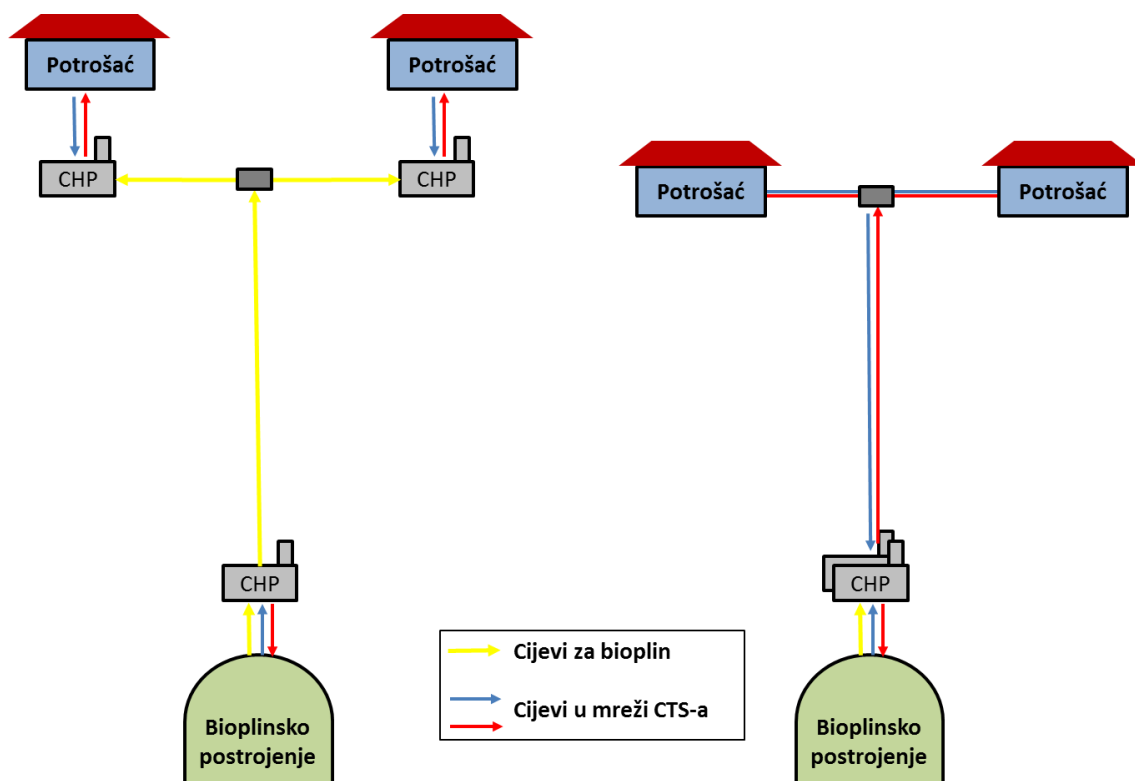 Potrošać
Potrošać
CHP
CHP
Potrošać
Potrošać
CHP
CHP
Cijevi za bioplin
Cijevi u mreži CTS-a
Bioplinsko
postrojenje
Bioplinsko
postrojenje